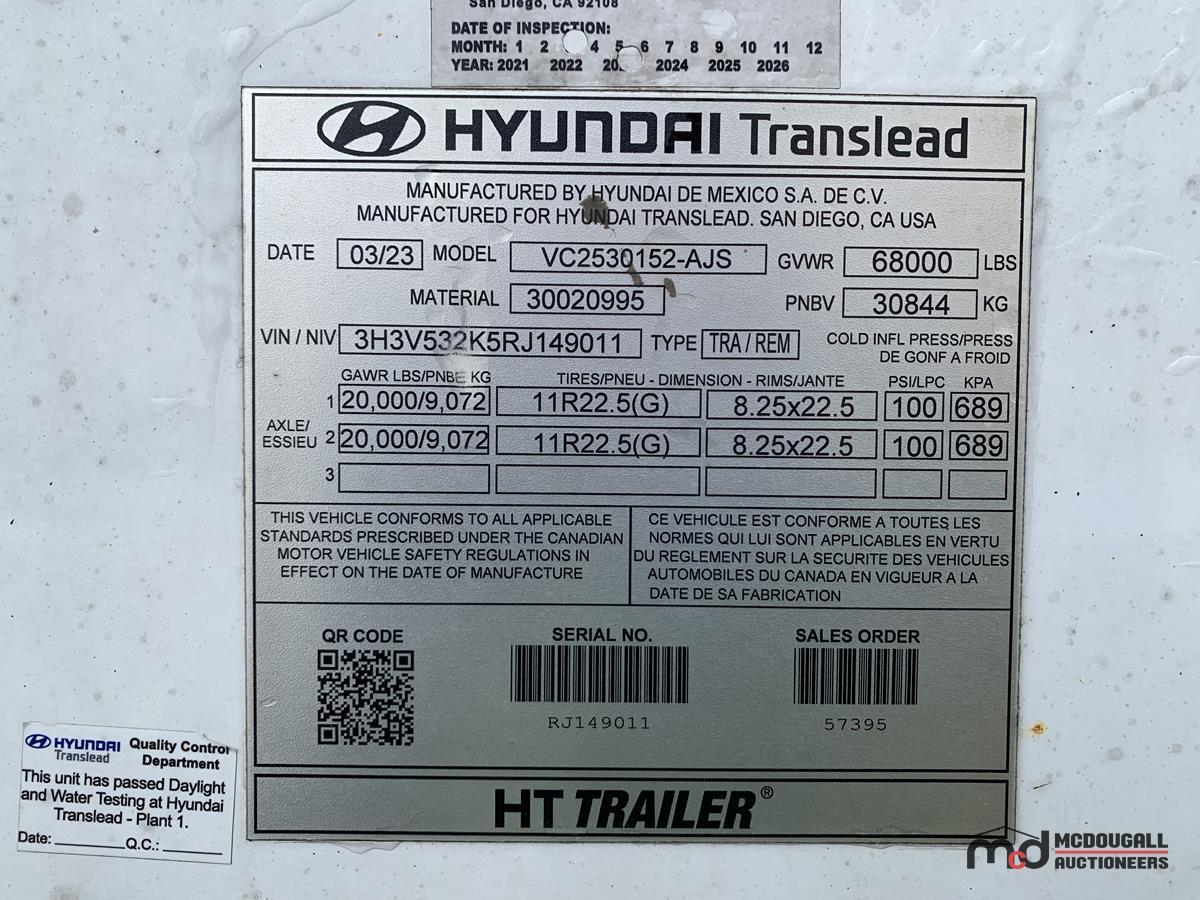 San Diego, CA 92108
DATE OF INSPECTION:
MONTH: 1 2 4 5 6 7 8 9 10 11 12
YEAR: 2021 2022 2024 2025 2026
HYUNDAI Translead
MANUFACTURED BY HYUNDAI DE MEXICO S.A. DE C.V.
MANUFACTURED FOR HYUNDAI TRANSLEAD. SAN DIEGO, CA USA
DATE 03/23 MODEL VC2530152-AJS GVWR 68000 LBS
MATERIAL 30020995 PNBV 30844 KG
VIN / NIV 3H3V532K5RJ149011 TYPE TRA / REM COLD INFL PRESS/PRESS
DE GONF A FROID
GAWR LBS/PNBE KG TIRES/PNEU - DIMENSION - RIMS/JANTE PSI/LPC KPA
1 20,000/9,072 11R22.5(G) 8.25x22.5 100 689
AXLE/
ESSIEU 2 20,000/9,072 11R22.5(G) 8.25x22.5 100 689
3
THIS VEHICLE CONFORMS TO ALL APPLICABLE
STANDARDS PRESCRIBED UNDER THE CANADIAN
MOTOR VEHICLE SAFETY REGULATIONS IN
EFFECT ON THE DATE OF MANUFACTURE
CE VEHICULE EST CONFORME A TOUTES LES
NORMES QUI LUI SONT APPLICABLES EN VERTU
DU REGLEMENT SUR LA SECURITE DES VEHICULES
AUTOMOBILES DU CANADA EN VIGUEUR A LA
DATE DE SA FABRICATION
QR CODE SERIAL NO. SALES ORDER
RJ149011 57395
HT TRAILER®
HYUNDAI Translead
Quality Control
Department
This unit has passed Daylight
and Water Testing at Hyundai
Translead - Plant 1.
Date: Q.C.:
mcd MCDOUGALL
AUCTIONEERS